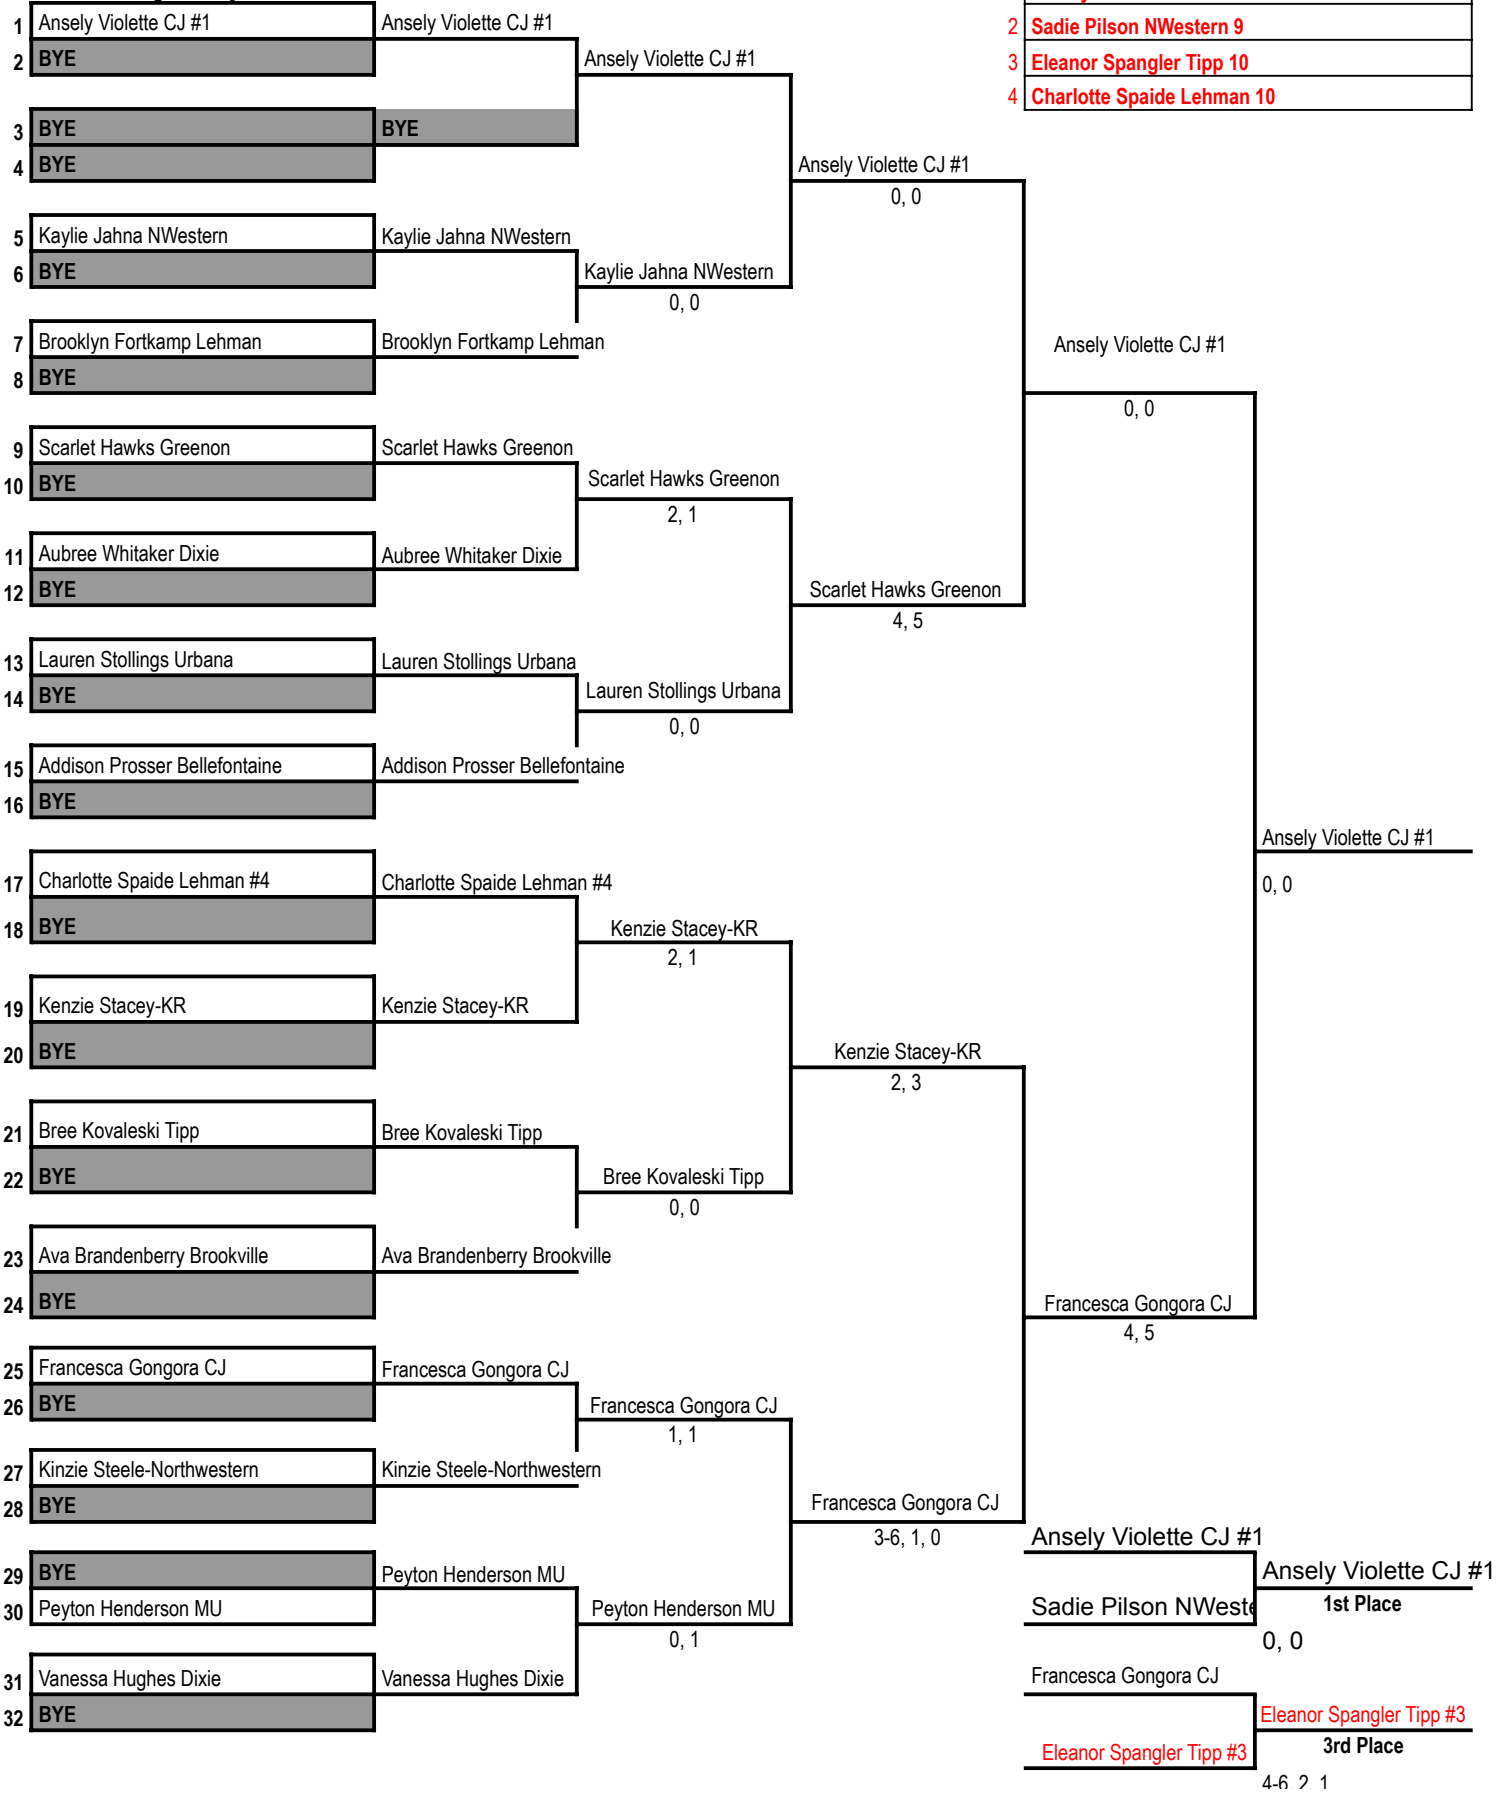 1 Ansely Violette CJ #1 Ansely Violette CJ #1
2 BYE
Ansely Violette CJ #1
2 Sadie Pilson NWestern 9
3 Eleanor Spangler Tipp 10
4 Charlotte Spaide Lehman 10
3 BYE BYE
4 BYE
Ansely Violette CJ #1
0, 0
5 Kaylie Jahna NWestern Kaylie Jahna NWestern
6 BYE
Kaylie Jahna NWestern
0, 0
7 Brooklyn Fortkamp Lehman Brooklyn Fortkamp Lehman
8 BYE
Ansely Violette CJ #1
0, 0
9 Scarlet Hawks Greenon Scarlet Hawks Greenon
10 BYE
Scarlet Hawks Greenon
2, 1
11 Aubree Whitaker Dixie Aubree Whitaker Dixie
12 BYE
Scarlet Hawks Greenon
4, 5
13 Lauren Stollings Urbana Lauren Stollings Urbana
14 BYE
Lauren Stollings Urbana
0, 0
15 Addison Prosser Bellefontaine Addison Prosser Bellefontaine
16 BYE
Ansely Violette CJ #1
0, 0
17 Charlotte Spaide Lehman #4 Charlotte Spaide Lehman #4
18 BYE
Kenzie Stacey-KR
2, 1
19 Kenzie Stacey-KR Kenzie Stacey-KR
20 BYE
Kenzie Stacey-KR
2, 3
21 Bree Kovaleski Tipp Bree Kovaleski Tipp
22 BYE
Bree Kovaleski Tipp
0, 0
23 Ava Brandenberry Brookville Ava Brandenberry Brookville
24 BYE
Francesca Gongora CJ
4, 5
25 Francesca Gongora CJ Francesca Gongora CJ
26 BYE
Francesca Gongora CJ
1, 1
27 Kinzie Steele-Northwestern Kinzie Steele-Northwestern
28 BYE
Francesca Gongora CJ
3-6, 1, 0
29 BYE Peyton Henderson MU
30 Peyton Henderson MU
Peyton Henderson MU
0, 1
31 Vanessa Hughes Dixie Vanessa Hughes Dixie
32 BYE
Ansely Violette CJ #1
Ansely Violette CJ #1
Sadie Pilson NWeste
1st Place
0, 0
Francesca Gongora CJ
Eleanor Spangler Tipp #3
Eleanor Spangler Tipp #3
3rd Place
4-6, 2, 1